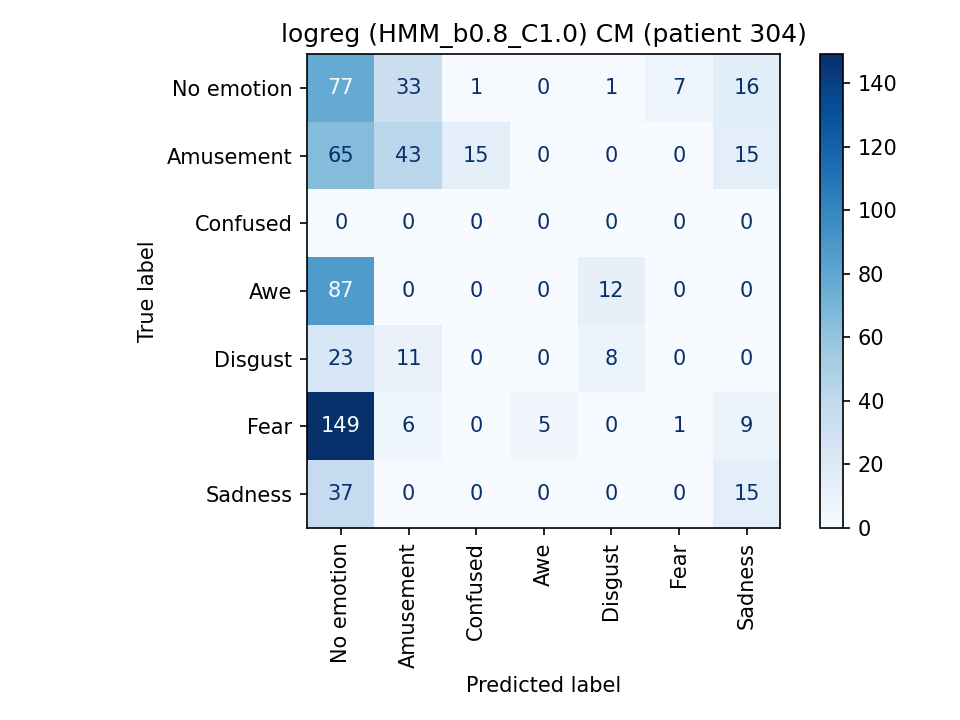 logreg (HMM_b0.8_C1.0) CM (patient 304)
No emotion 77 33 1 0 1 7 16
Amusement 65 43 15 0 0 0 15
Confused 0 0 0 0 0 0 0
Awe 87 0 0 0 12 0 0
Disgust 23 11 0 0 8 0 0
Fear 149 6 0 5 0 1 9
Sadness 37 0 0 0 0 0 15
True label
No emotion
Amusement
Confused
Awe
Disgust
Fear
Sadness
Predicted label
140
120
100
80
60
40
20
0